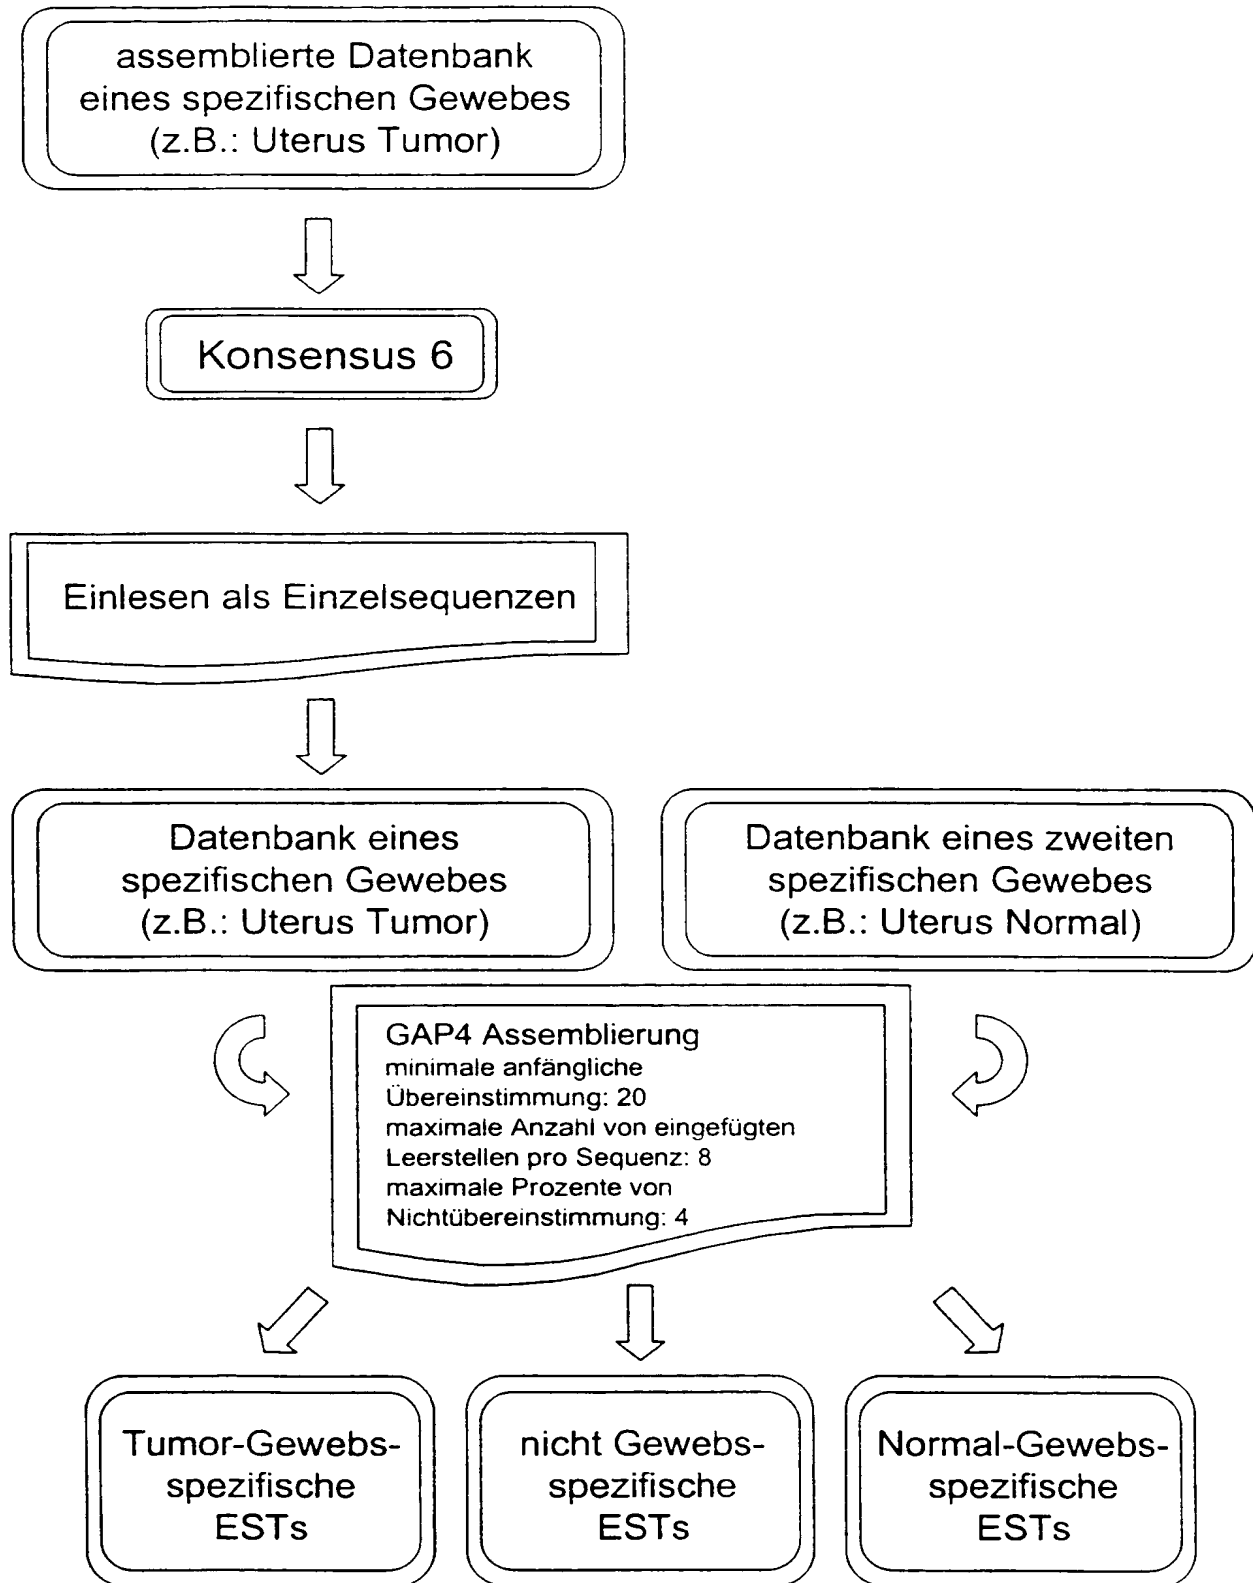 assemblierte Datenbank
eines spezifischen Gewebes
(z.B.: Uterus Tumor)
Konsensus 6
Einlesen als Einzelsequenzen
Datenbank eines
spezifischen Gewebes
(z.B.: Uterus Tumor)
Datenbank eines zweiten
spezifischen Gewebes
(z.B.: Uterus Normal)
GAP4 Assemblierung
minimale anfängliche
Übereinstimmung: 20
maximale Anzahl von eingefügten
Leerstellen pro Sequenz: 8
maximale Prozente von
Nichtübereinstimmung: 4
Tumor-Gewebs-
spezifische
ESTs
nicht Gewebs-
spezifische
ESTs
Normal-Gewebs-
spezifische
ESTs